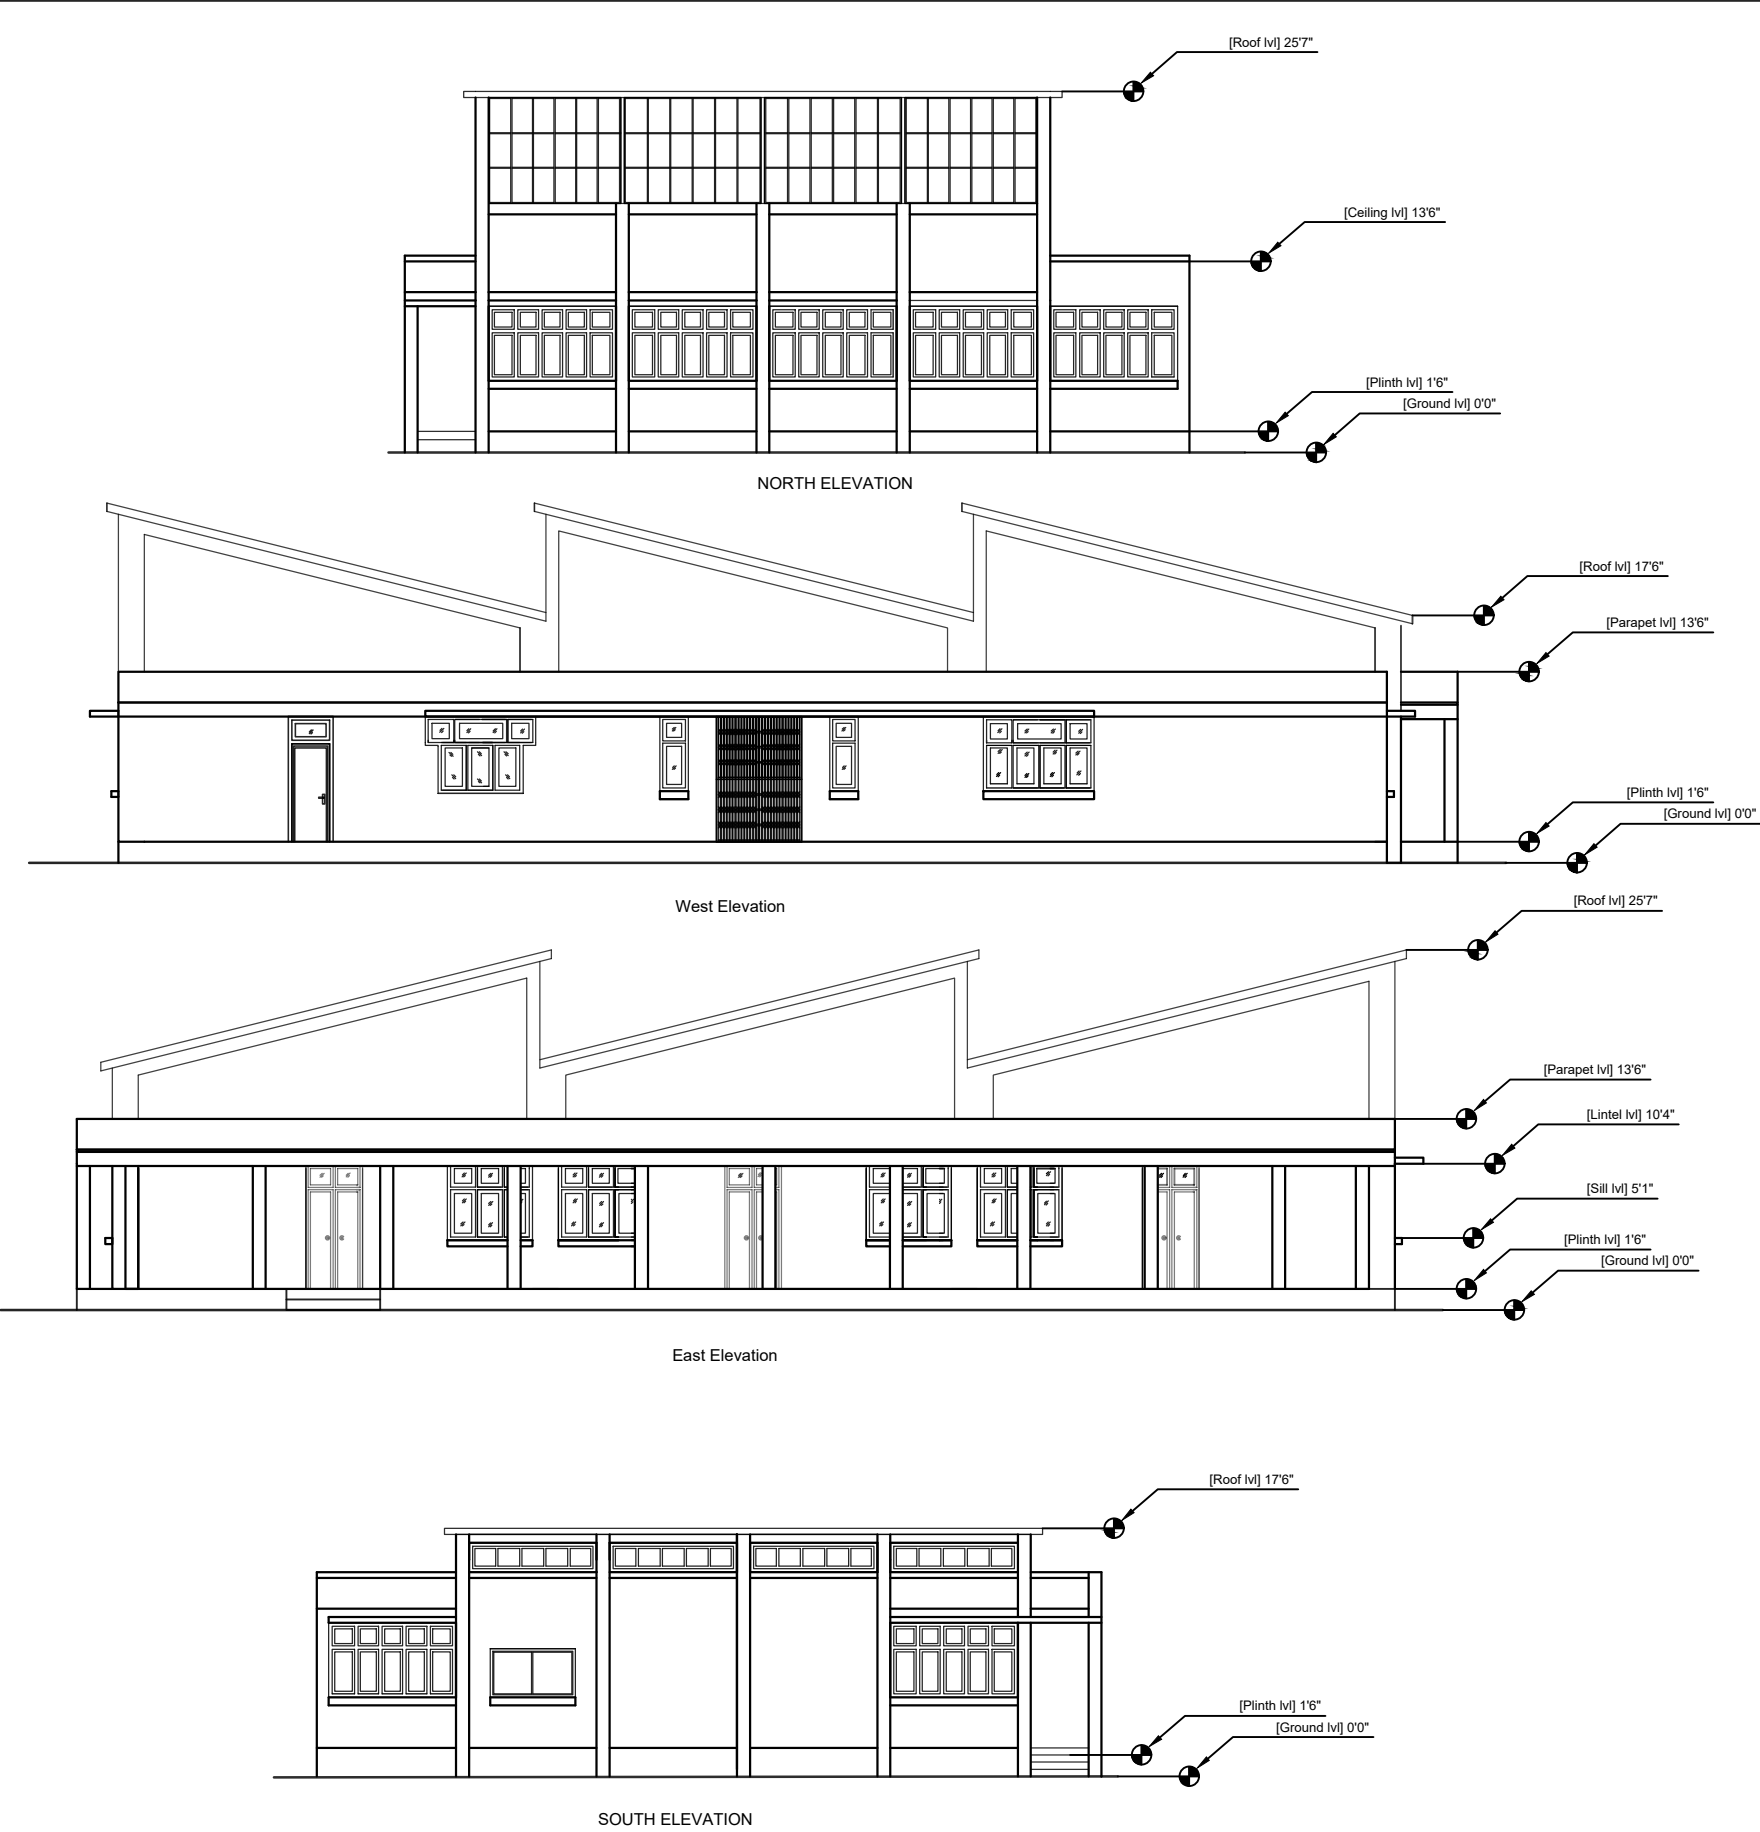 [Roof lvl] 25'7"
[Ceiling lvl] 13'6"
[Plinth lvl] 1'6"
[Ground lvl] 0'0"
NORTH ELEVATION
[Roof lvl] 17'6"
[Parapet lvl] 13'6"
[Plinth lvl] 1'6"
[Ground lvl] 0'0"
West Elevation
[Roof lvl] 25'7"
[Parapet lvl] 13'6"
[Lintel lvl] 10'4"
[Sill lvl] 5'1"
[Plinth lvl] 1'6"
[Ground lvl] 0'0"
East Elevation
[Roof lvl] 17'6"
[Plinth lvl] 1'6"
[Ground lvl] 0'0"
SOUTH ELEVATION